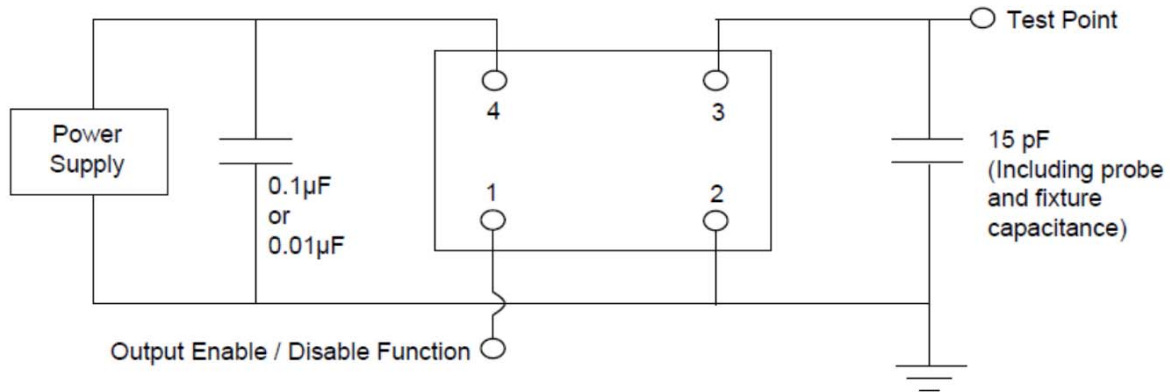 Test Point
4
3
Power
Supply
0.1µF
or
0.01µF
1
2
15 pF
(Including probe
and fixture
capacitance)
Output Enable / Disable Function